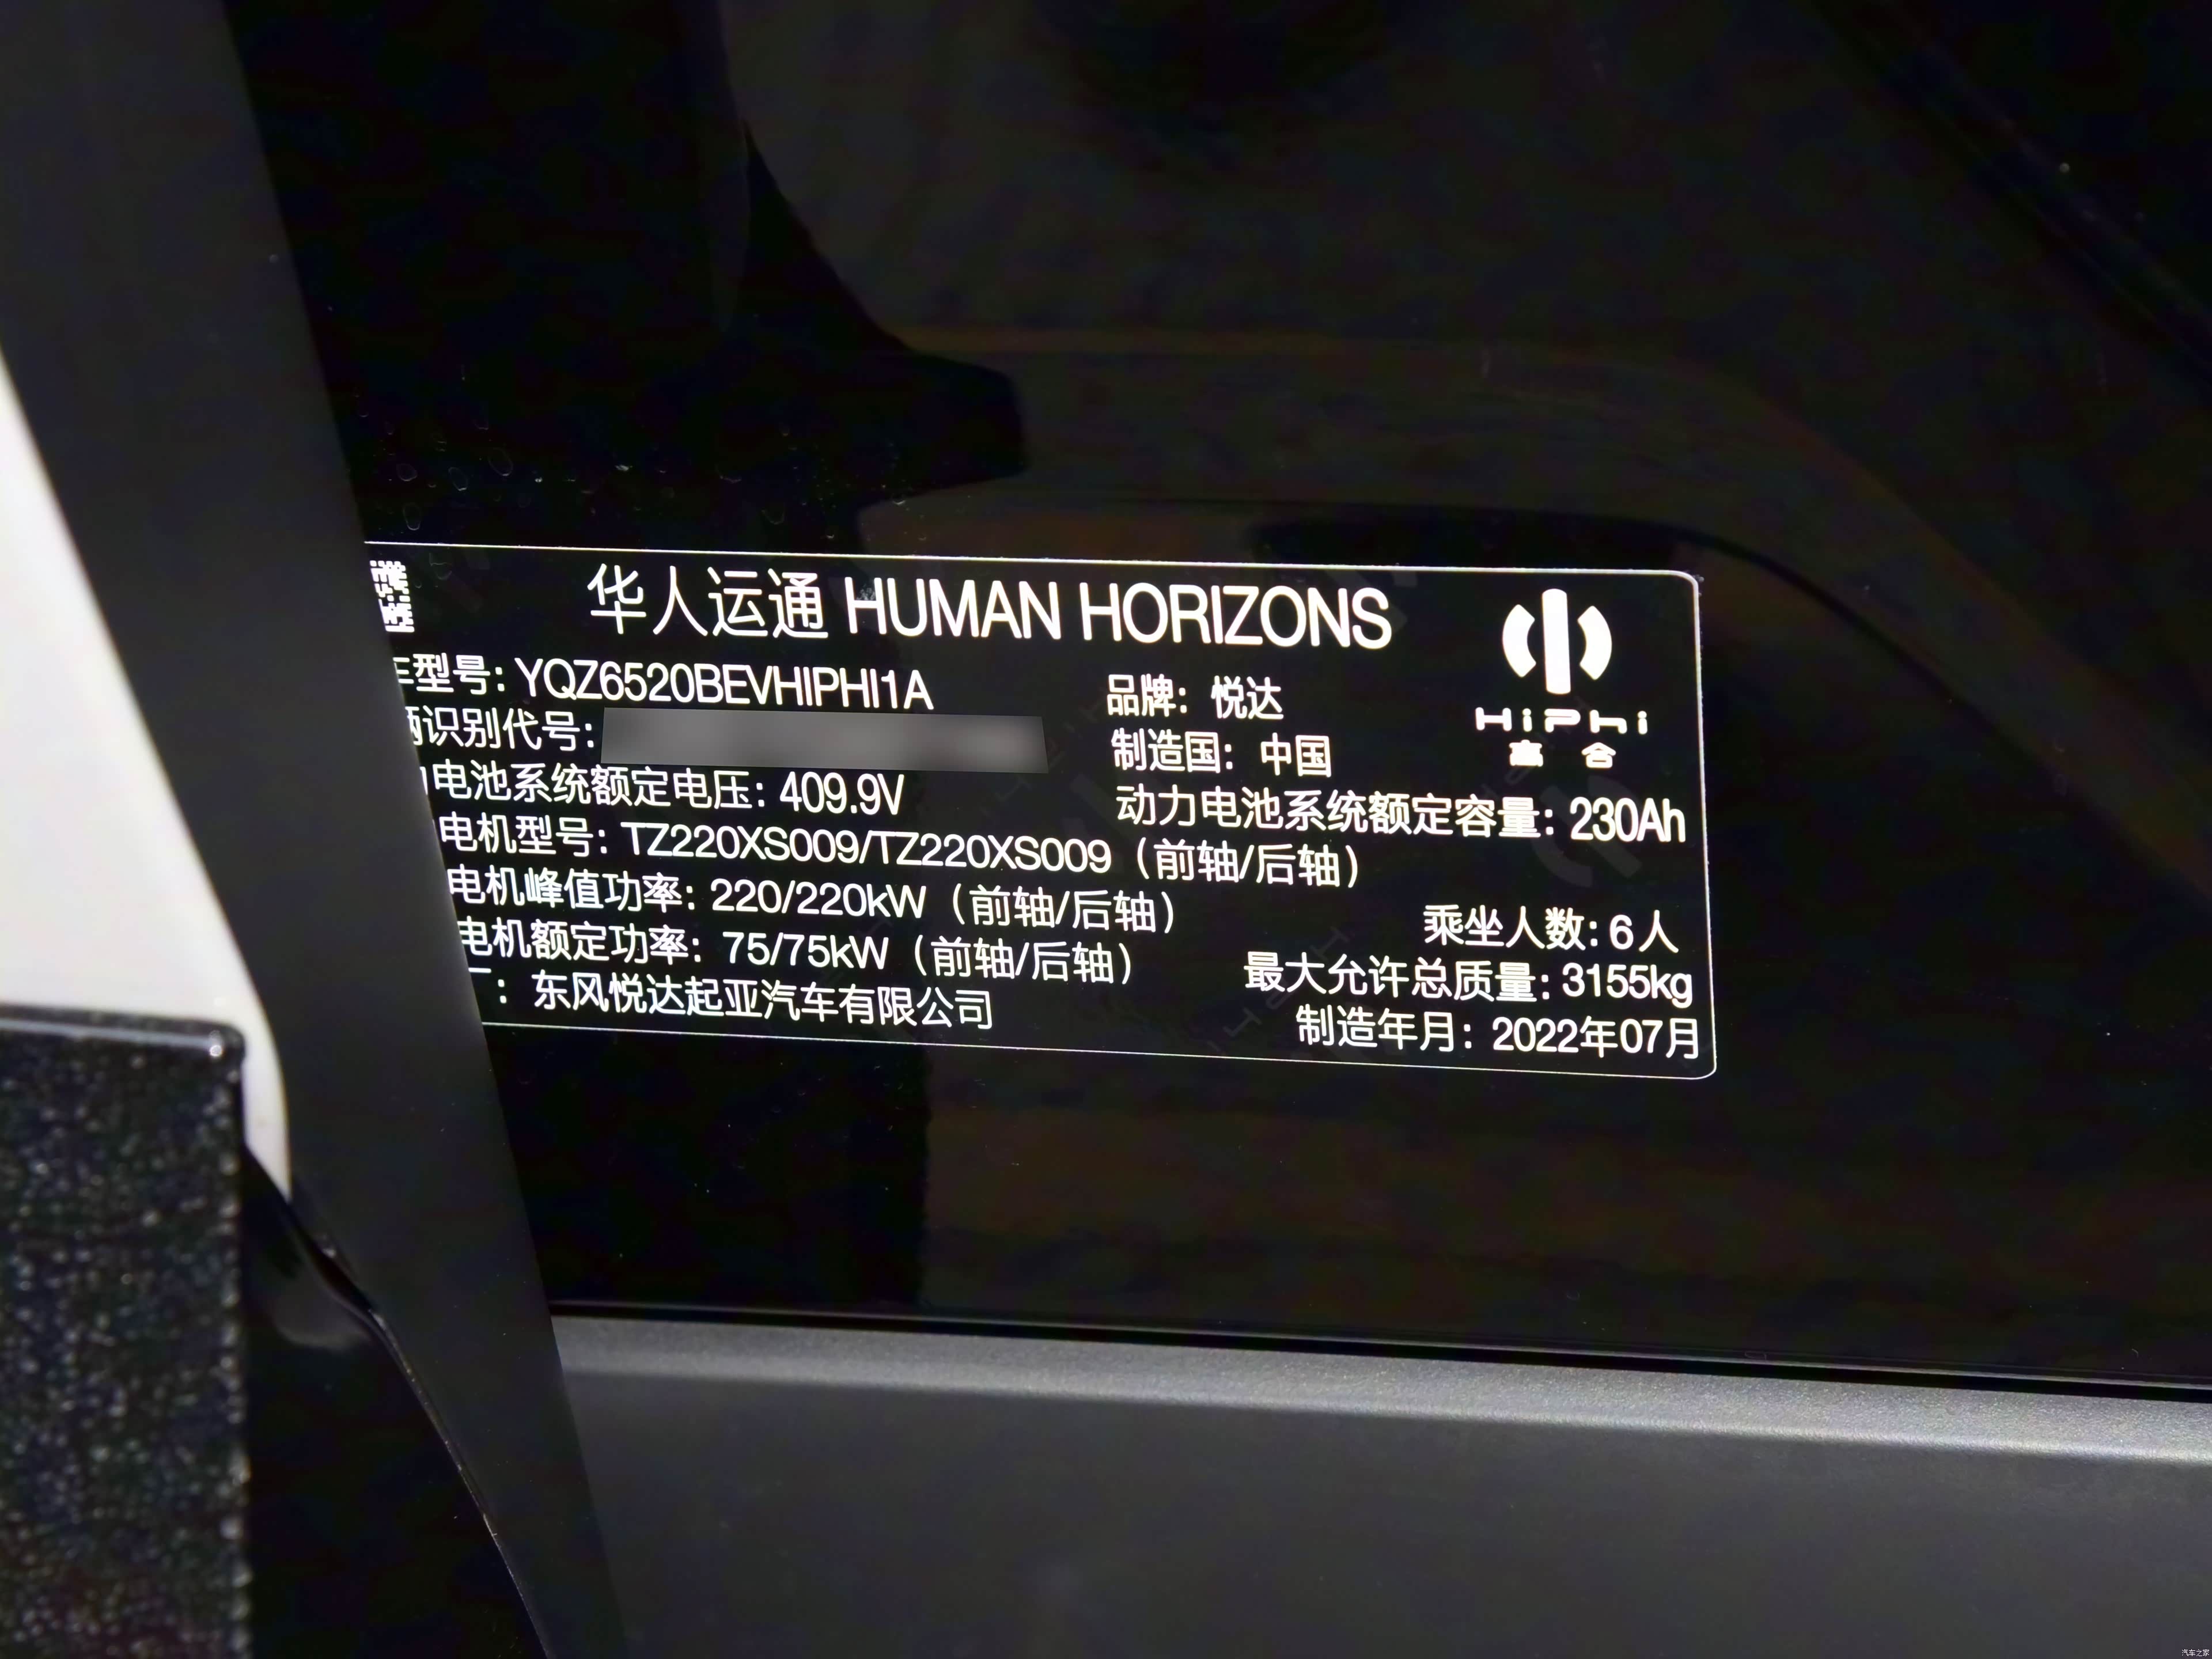 华人运通 HUMAN HORIZONS
HiPhi
高 合
型号: YQZ6520BEVHIPHI1A
品牌: 悦达
识别代号:
制造国: 中国
电池系统额定电压: 409.9V
动力电池系统额定容量: 230Ah
电机型号: TZ220XS009/TZ220XS009 (前轴/后轴)
电机峰值功率: 220/220kW (前轴/后轴)
乘坐人数: 6人
电机额定功率: 75/75kW (前轴/后轴)
最大允许总质量: 3155kg
: 东风悦达起亚汽车有限公司
制造年月: 2022年07月
汽车之家